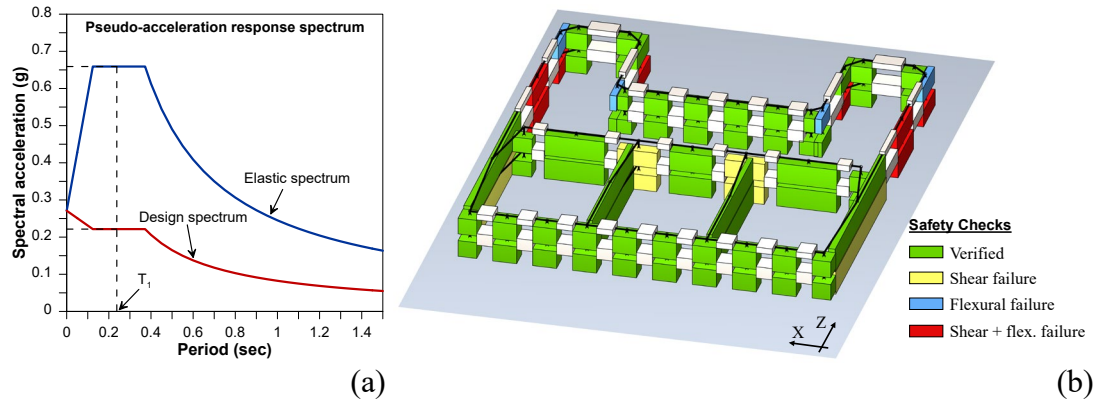 Pseudo-acceleration response spectrum
Spectral acceleration (g)
0.8
0.7
0.6
0.5
0.4
0.3
0.2
0.1
0
Elastic spectrum
Design spectrum
T₁
0 0.2 0.4 0.6 0.8 1 1.2 1.4
Period (sec)
(a)
X
Z
Safety Checks
Verified
Shear failure
Flexural failure
Shear + flex. failure
(b)